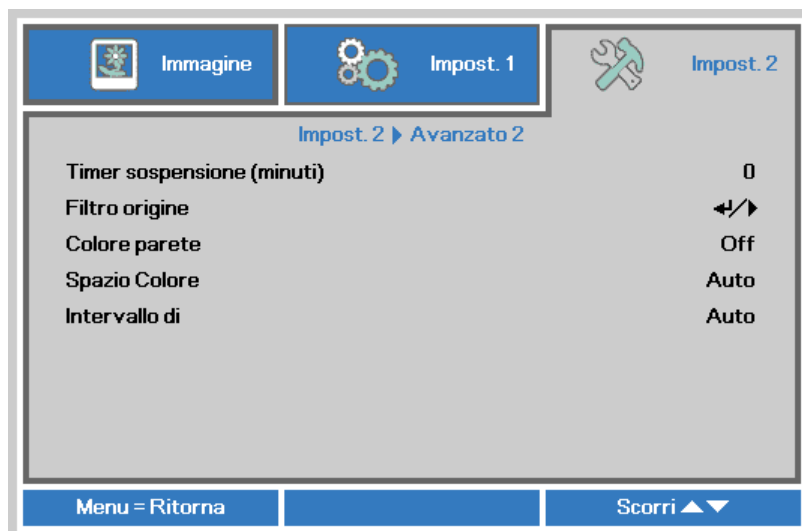 Immagine
Impost. 1
Impost. 2
Impost. 2 ▶ Avanzato 2
Timer sospensione (minuti) 0
Filtro origine ↵/▶
Colore parete Off
Spazio Colore Auto
Intervallo di Auto
Menu = Ritorna
Scorri ▲▼